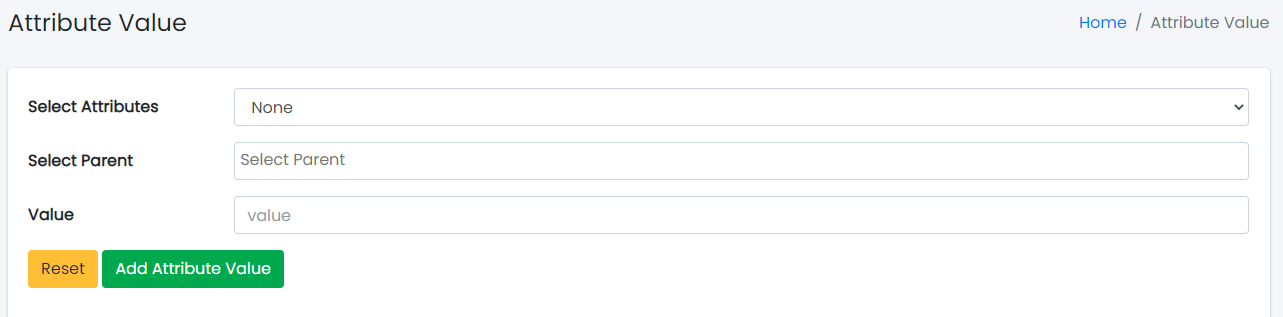 Attribute Value
Home / Attribute Value
Select Attributes
None
Select Parent
Select Parent
Value
value
Reset
Add Attribute Value